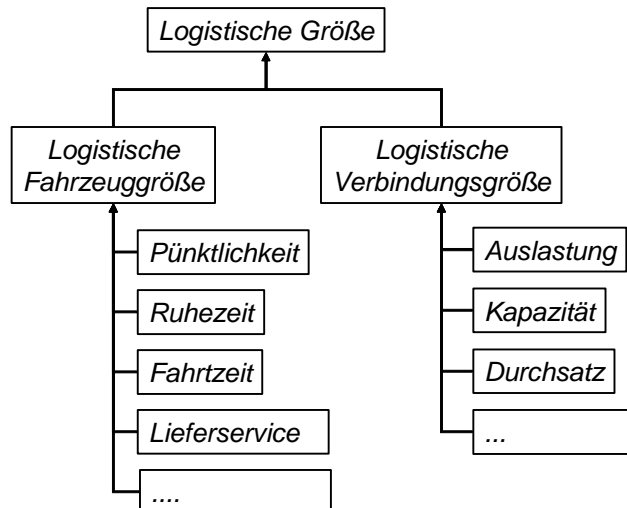 Logistische Größe
Logistische
Fahrzeuggröße
Logistische
Verbindungsgröße
Pünktlichkeit
Ruhezeit
Fahrtzeit
Lieferservice
....
Auslastung
Kapazität
Durchsatz
...